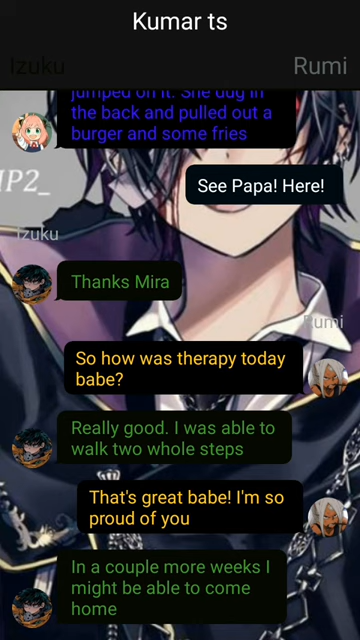 Kumar ts
Izuku
Rumi
jumped on it. She dug in
the back and pulled out a
burger and some fries
IP2_
See Papa! Here!
Izuku
Thanks Mira
Rumi
So how was therapy today
babe?
Really good. I was able to
walk two whole steps
That's great babe! I'm so
proud of you
In a couple more weeks I
might be able to come
home